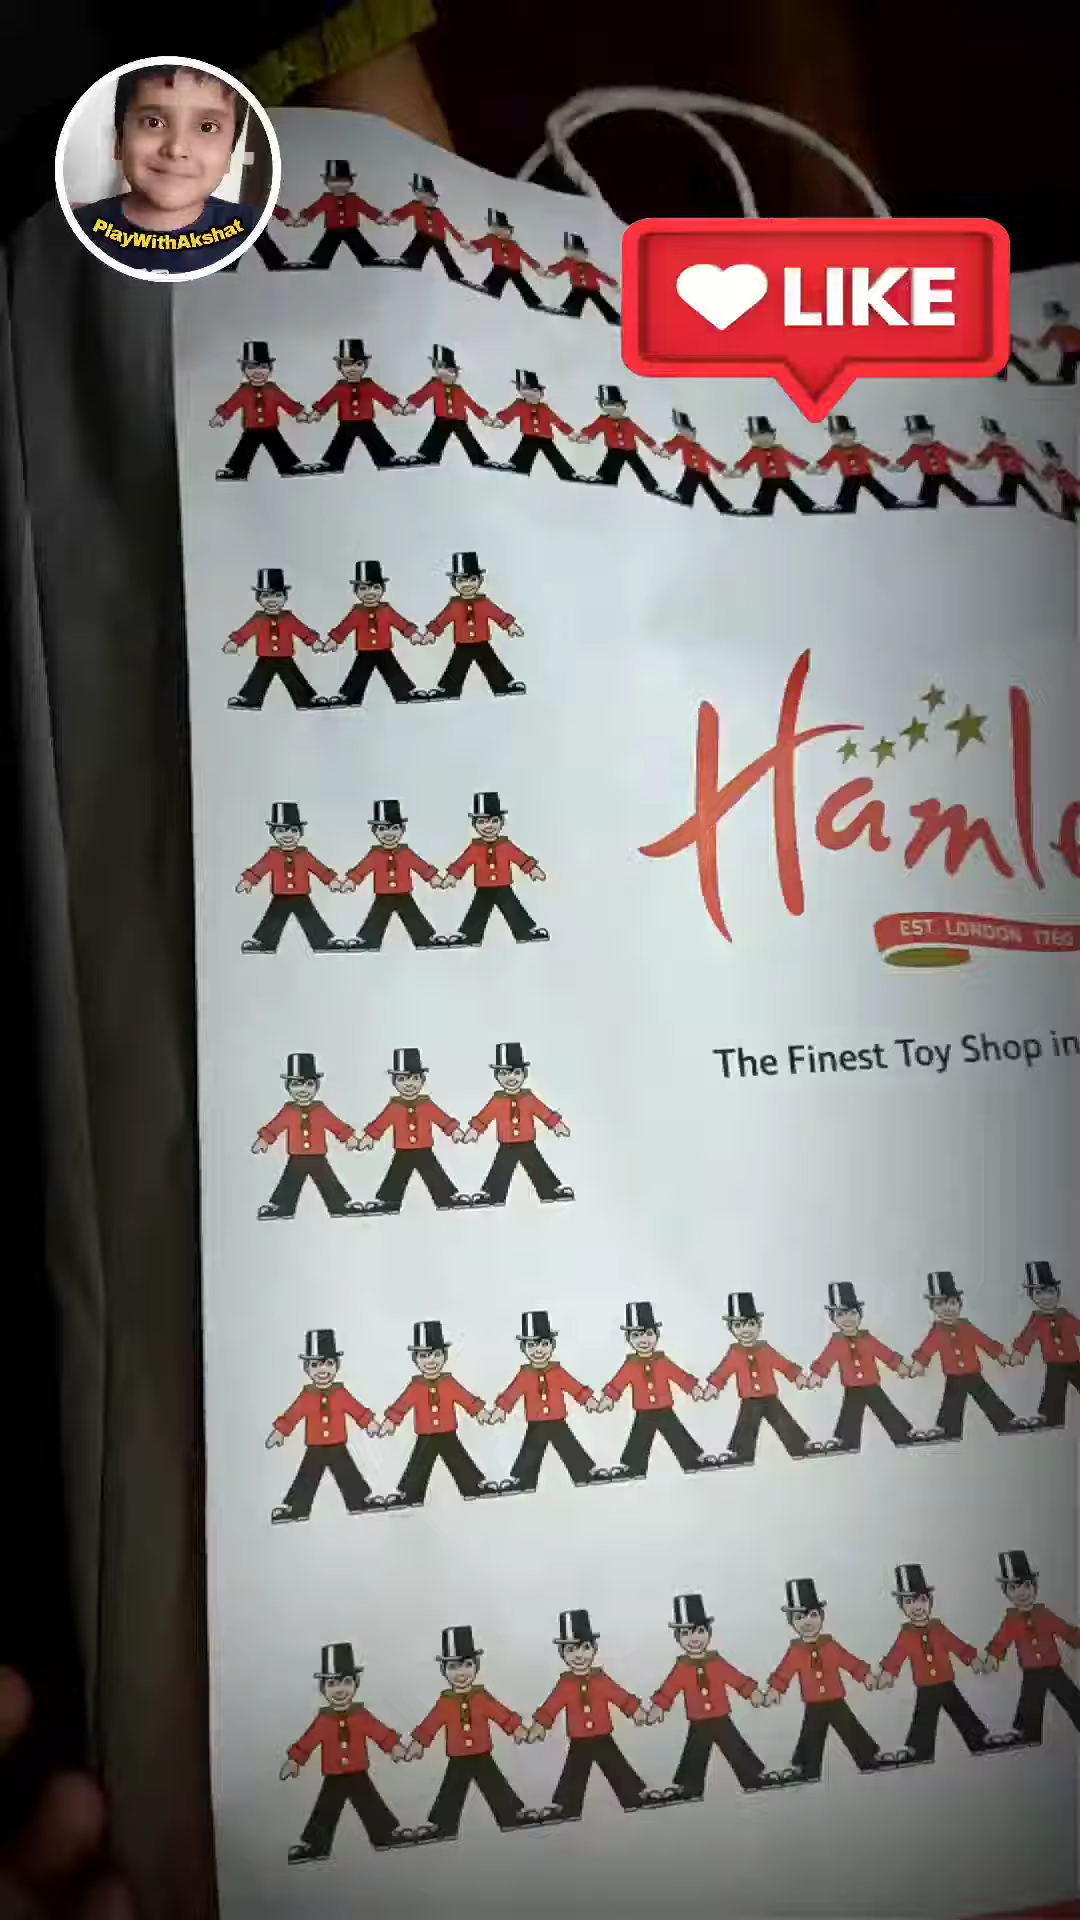 PlayWithAkshat
LIKE
Haml
EST. LONDON 1760
The Finest Toy Shop in